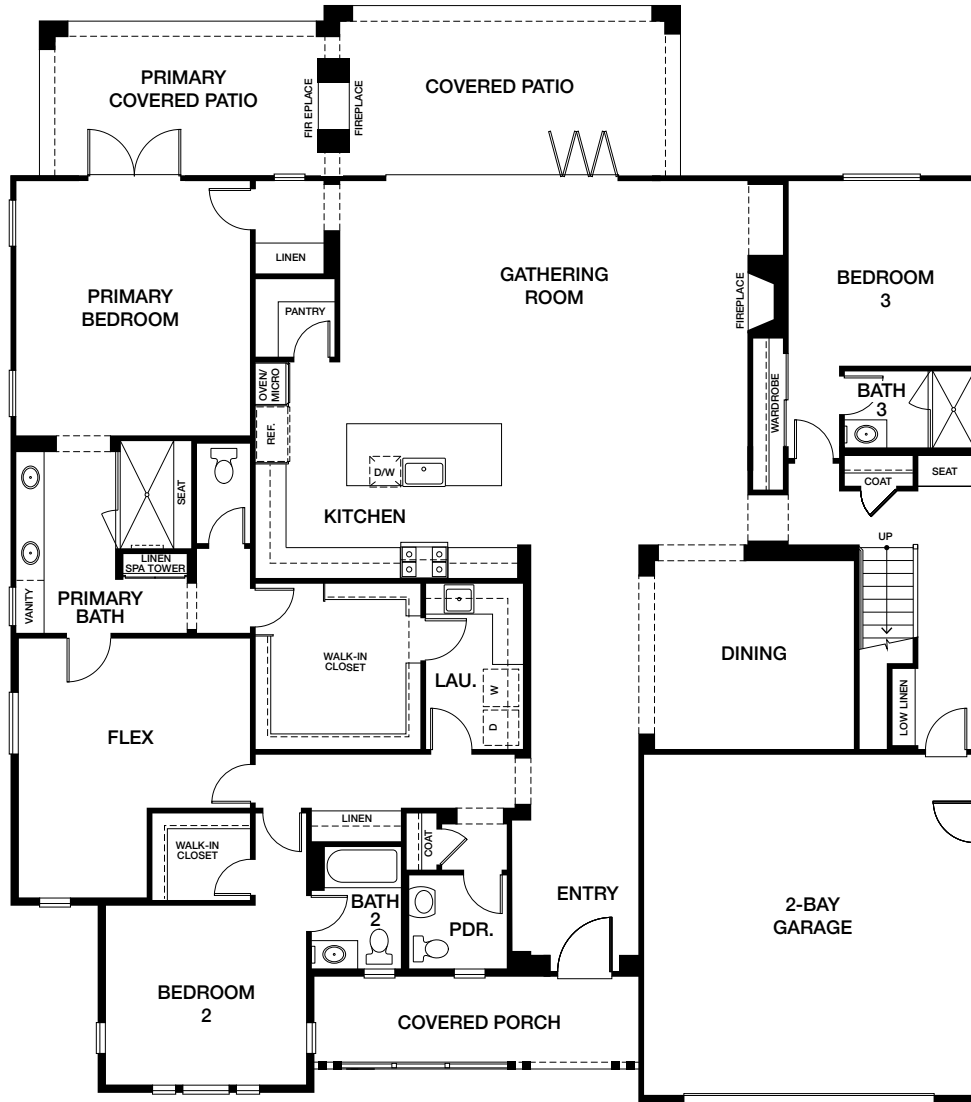 PRIMARY
COVERED PATIO
FIR EPLACE
FIREPLACE
COVERED PATIO
LINEN
PRIMARY
BEDROOM
PANTRY
GATHERING
ROOM
FIREPLACE
BEDROOM
3
OVEN/
MICRO
REF.
WARDROBE
BATH
3
D/W
KITCHEN
SEAT
COAT
SEAT
UP
LINEN
SPA TOWER
VANITY
PRIMARY
BATH
WALK-IN
CLOSET
LAU.
W
D
DINING
LOW LINEN
FLEX
LINEN
WALK-IN
CLOSET
COAT
BATH
2
PDR.
ENTRY
2-BAY
GARAGE
BEDROOM
2
COVERED PORCH